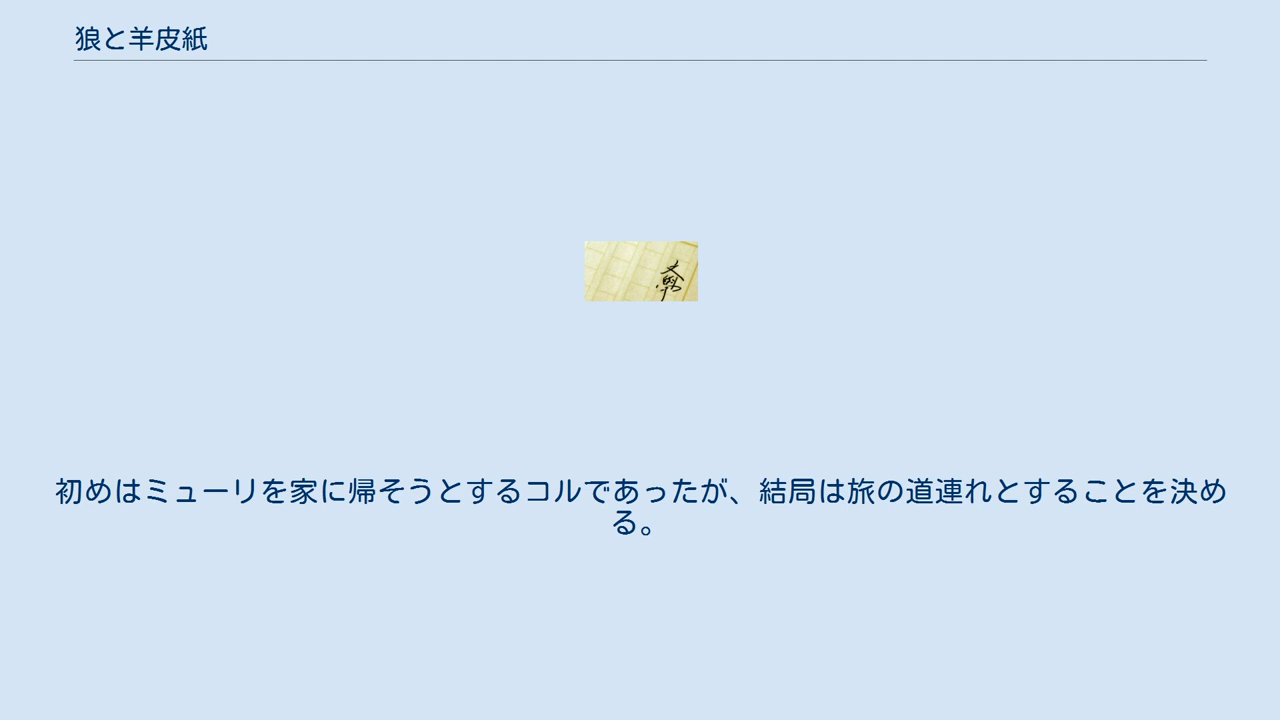 狼と羊皮紙
初めはミューリを家に帰そうとするコルであったが、結局は旅の道連れとすることを決め
る。